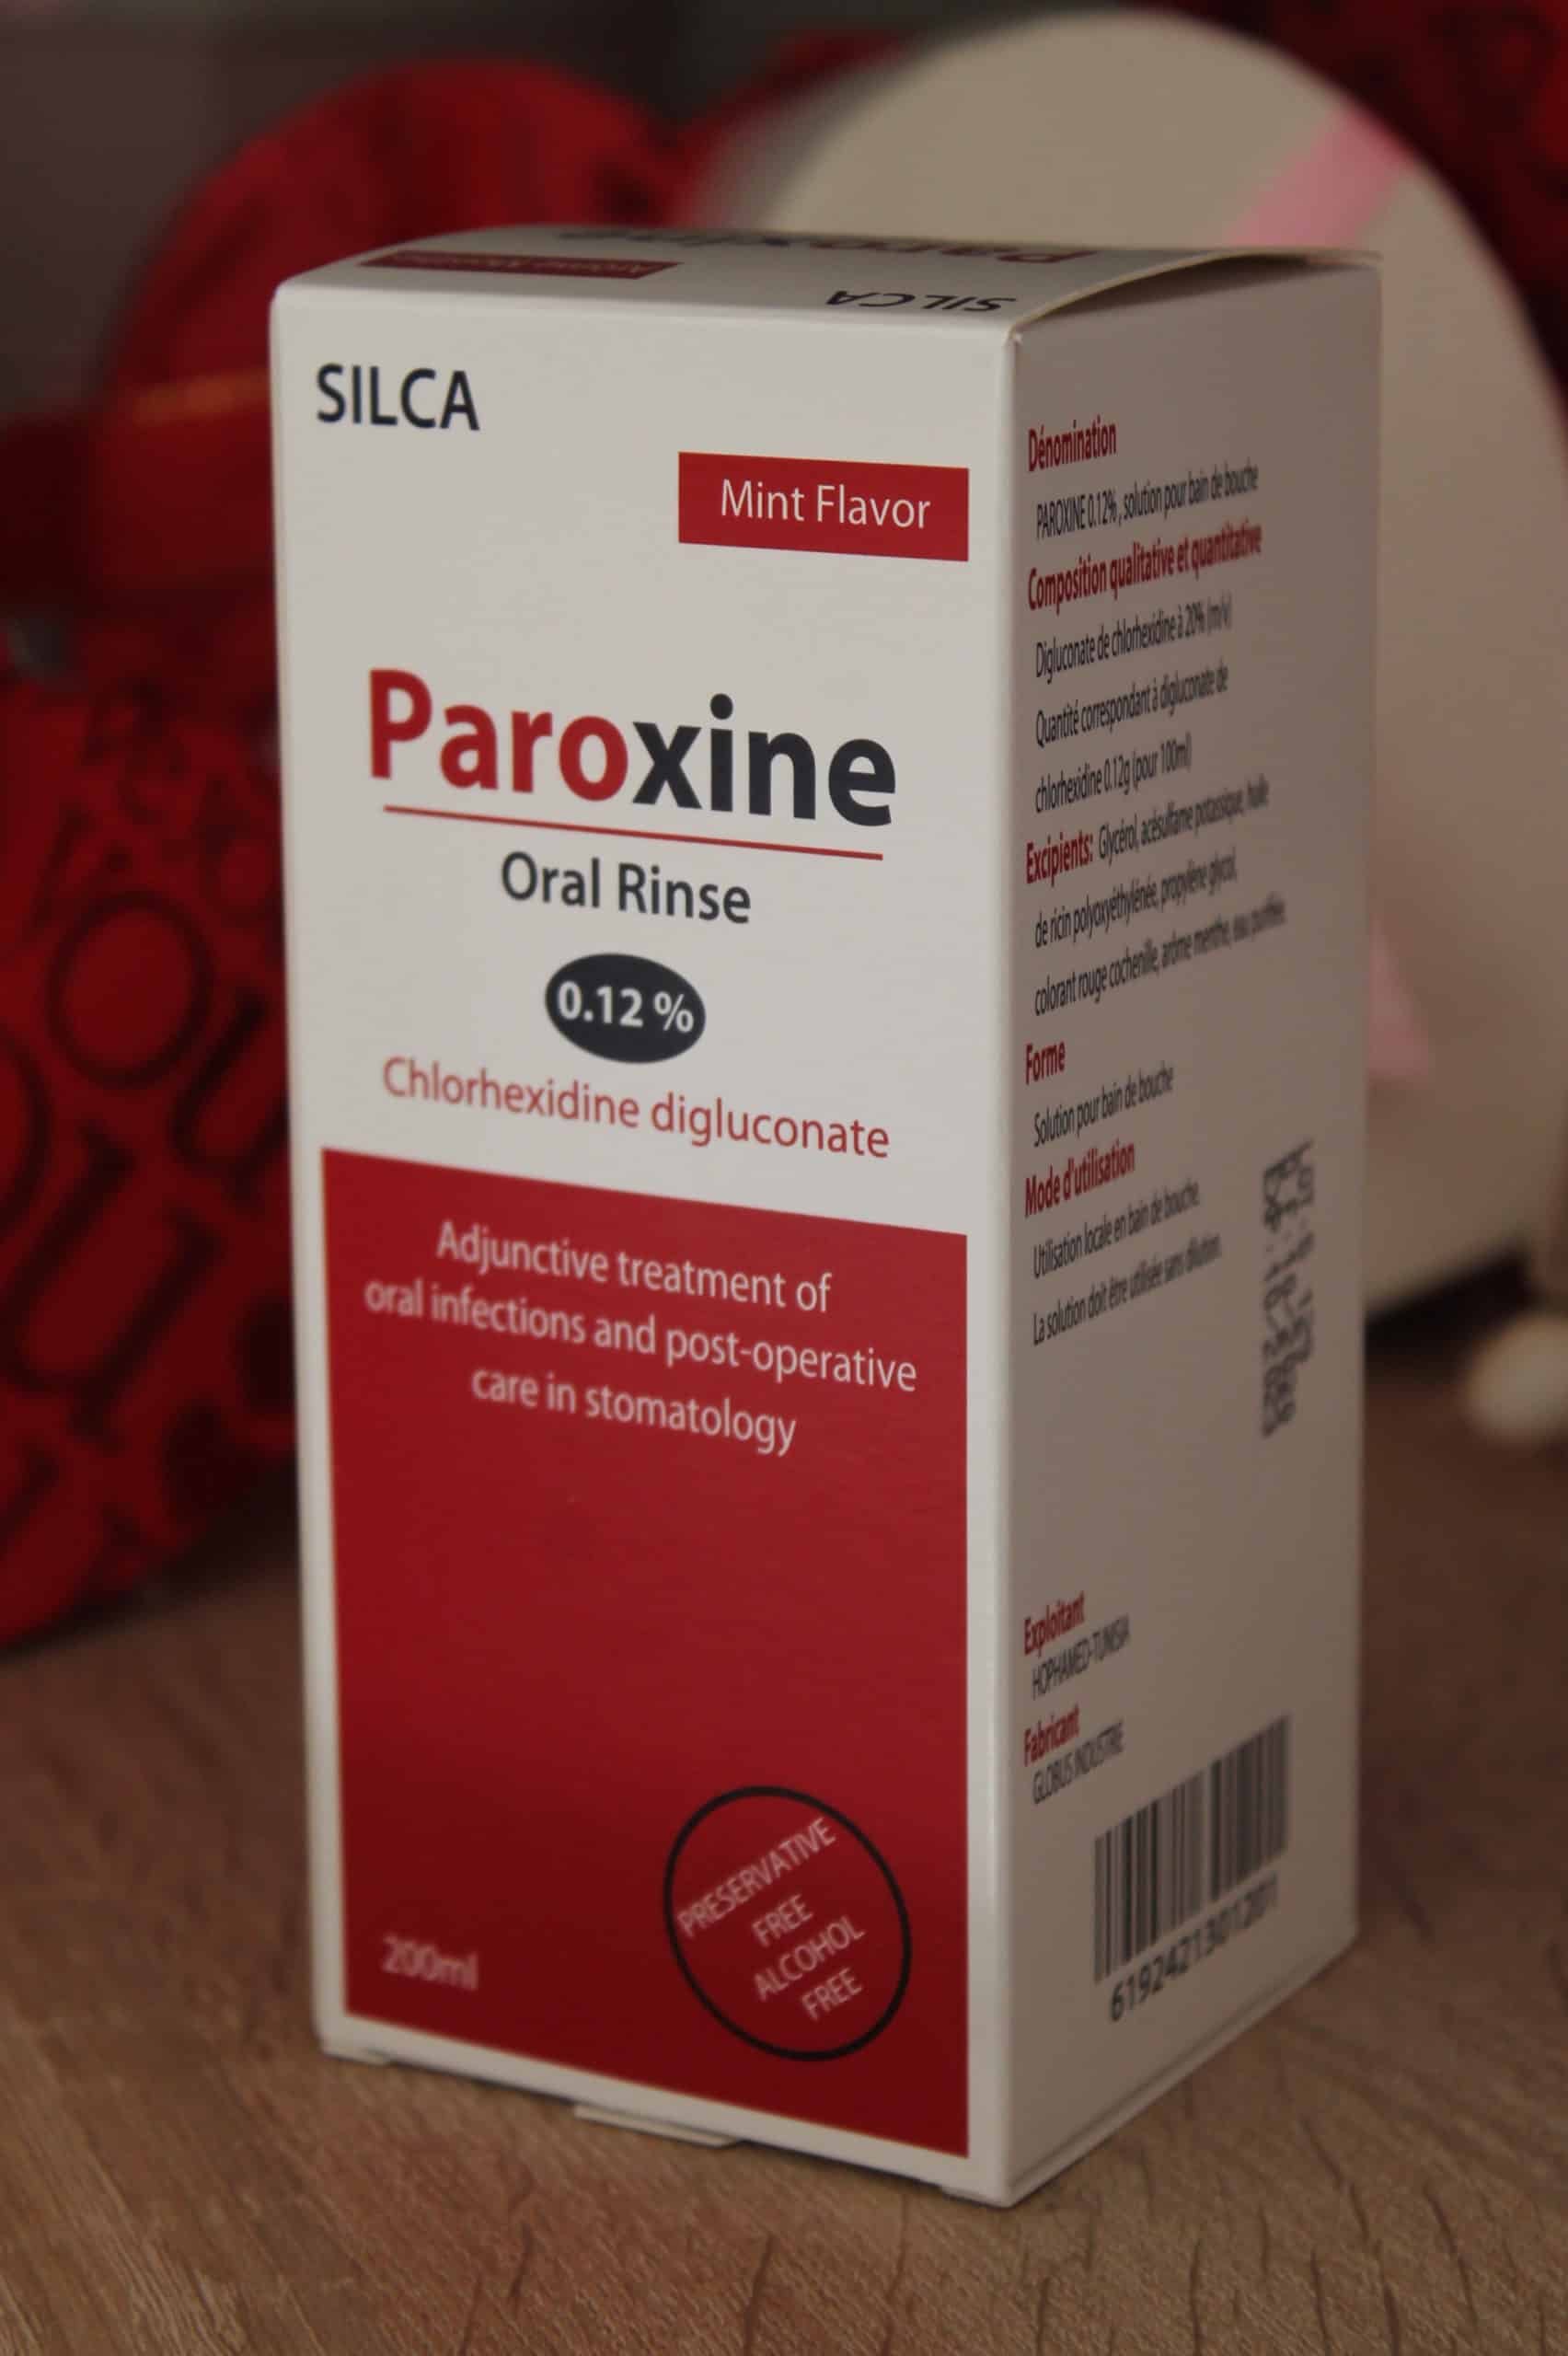 Paroxine
SILCA
SILCA
Mint Flavor
Paroxine
Oral Rinse
0.12 %
Chlorhexidine digluconate
Adjunctive treatment of
oral infections and post-operative
care in stomatology
PRESERVATIVE
FREE
ALCOHOL
FREE
200ml
Dénomination
PAROXINE 0.12% , solution pour bain de bouche
Composition qualitative et quantitative
Digluconate de chlorhexidine à 20% (m/v)
Quantité correspondant à digluconate de
chlorhexidine 0.12g (pour 100ml)
Excipients: Glycérol, acésulfame potassique, huile
de ricin polyoxyéthylénée, propylène glycol,
colorant rouge cochenille, arôme menthe, eau purifiée
Forme
Solution pour bain de bouche
Mode d'utilisation
Utilisation locale en bain de bouche
La solution doit être utilisée sans dilution
Exploitant
HOPHAMED-TUNISIA
Fabricant
GLOBUS INDUSTRIE
6192421301201